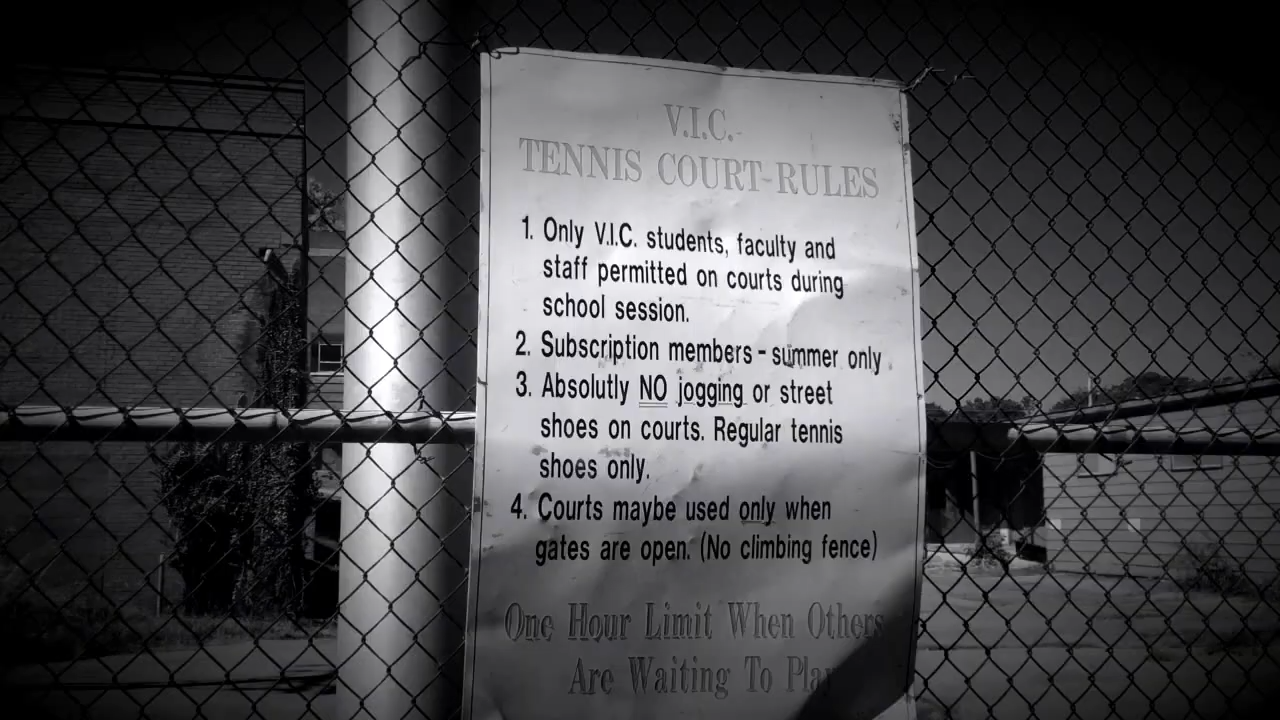 V.I.C.
TENNIS COURT-RULES
1. Only V.I.C. students, faculty and
staff permitted on courts during
school session.
2. Subscription members - summer only
3. Absolutly NO jogging or street
shoes on courts. Regular tennis
shoes only.
4. Courts maybe used only when
gates are open. (No climbing fence)
One Hour Limit When Others
Are Waiting To Play